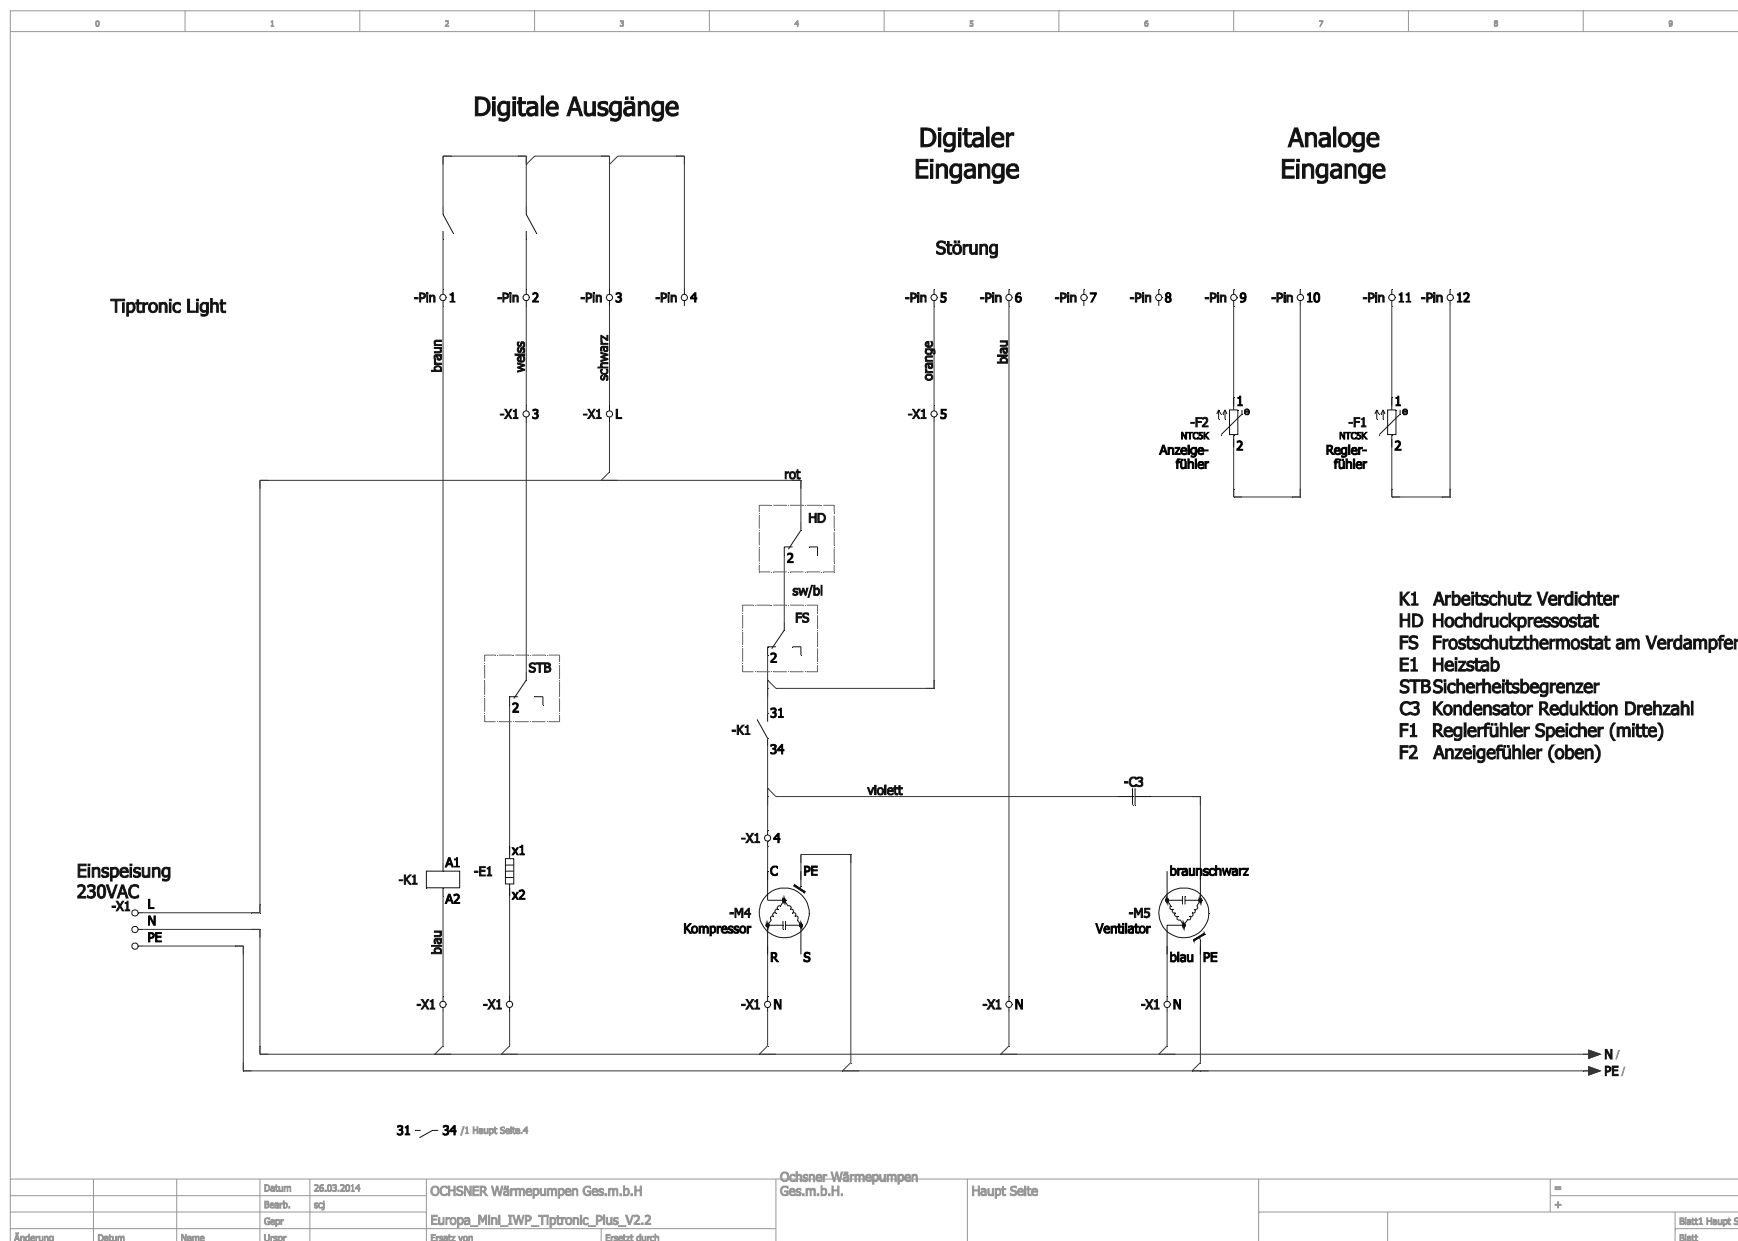 0 1 2 3 4 5 6 7 8 9
Digitale Ausgänge
Digitaler
Eingange
Analoge
Eingange
Störung
Tiptronic Light
-Pin 1 -Pin 2 -Pin 3 -Pin 4 -Pin 5 -Pin 6 -Pin 7 -Pin 8 -Pin 9 -Pin 10 -Pin 11 -Pin 12
braun
weiss
schwarz
orange
blau
-X1 3
-X1 L
-X1 5
1
-F2
NTC5K
Anzeige-
fühler
2
1
-F1
NTC5K
Regler-
fühler
2
rot
HD
2
sw/bl
FS
2
STB
2
31
-K1
34
violett
-C3
K1 Arbeitschutz Verdichter
HD Hochdruckpressostat
FS Frostschutzthermostat am Verdampfer
E1 Heizstab
STB Sicherheitsbegrenzer
C3 Kondensator Reduktion Drehzahl
F1 Reglerfühler Speicher (mitte)
F2 Anzeigefühler (oben)
-X1 4
Einspeisung
230VAC
-X1 L
N
PE
A1
-K1
A2
blau
x1
-E1
x2
C PE
-M4
Kompressor
R S
braun schwarz
-M5
Ventilator
blau PE
-X1 -X1 -X1 N -X1 N -X1 N
N /
PE /
31 34 /1 Haupt Seite.4
Datum 26.03.2014
Bearb. scj
Gepr
Änderung Datum Name Urspr
OCHSNER Wärmepumpen Ges.m.b.H
Europa_Mini_IWP_Tiptronic_Plus_V2.2
Ersatz von Ersetzt durch
Ochsner Wärmepumpen
Ges.m.b.H.
Haupt Seite
=
+
Blatt1 Haupt S
Blatt